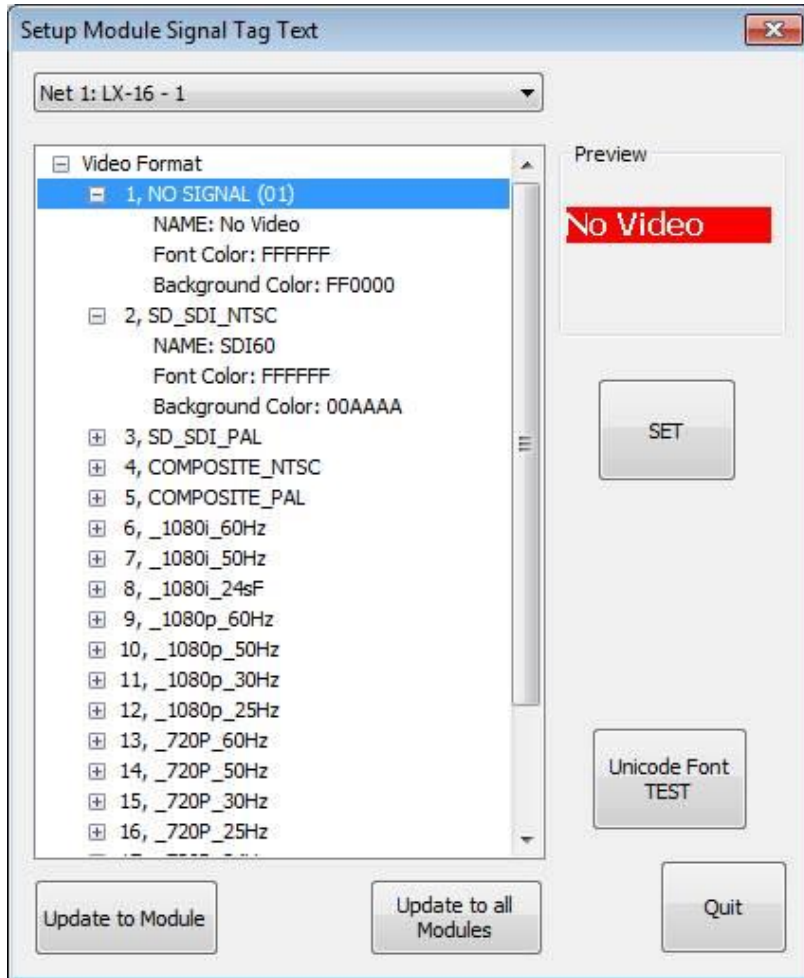 Setup Module Signal Tag Text
Net 1: LX-16 - 1
Video Format
1, NO SIGNAL (01)
NAME: No Video
Font Color: FFFFFF
Background Color: FF0000
2, SD_SDI_NTSC
NAME: SDI60
Font Color: FFFFFF
Background Color: 00AAAA
3, SD_SDI_PAL
4, COMPOSITE_NTSC
5, COMPOSITE_PAL
6, _1080i_60Hz
7, _1080i_50Hz
8, _1080i_24sF
9, _1080p_60Hz
10, _1080p_50Hz
11, _1080p_30Hz
12, _1080p_25Hz
13, _720P_60Hz
14, _720P_50Hz
15, _720P_30Hz
16, _720P_25Hz
Preview
No Video
SET
Unicode Font
TEST
Update to Module
Update to all
Modules
Quit